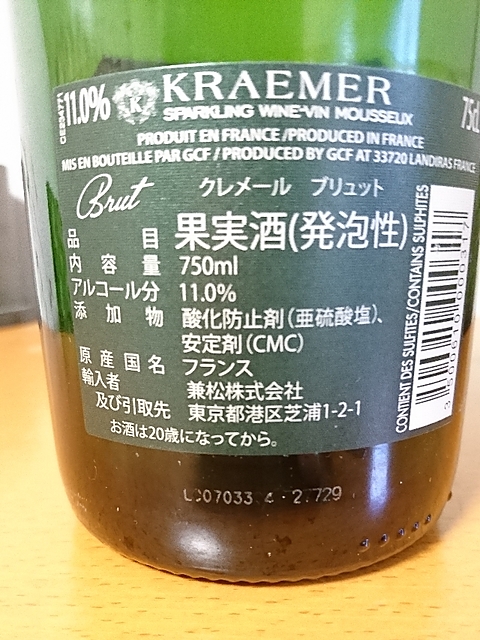 11.0%
KRAEMER
75cL
K
SPARKLING WINE-VIN MOUSSEUX
PRODUIT EN FRANCE /PRODUCED IN FRANCE
MIS EN BOUTEILLE PAR GCF / PRODUCED BY GCF AT 33720 LANDIRAS FRANCE
Brut
クレメール ブリュット
品目 果実酒(発泡性)
内容量 750ml
アルコール分 11.0%
添加物 酸化防止剤(亜硫酸塩)、
安定剤(CMC)
原産国名 フランス
輸入者 兼松株式会社
及び引取先 東京都港区芝浦1-2-1
お酒は20歳になってから。
CONTIENT DES SULFITES/CONTAINS SULPHITES